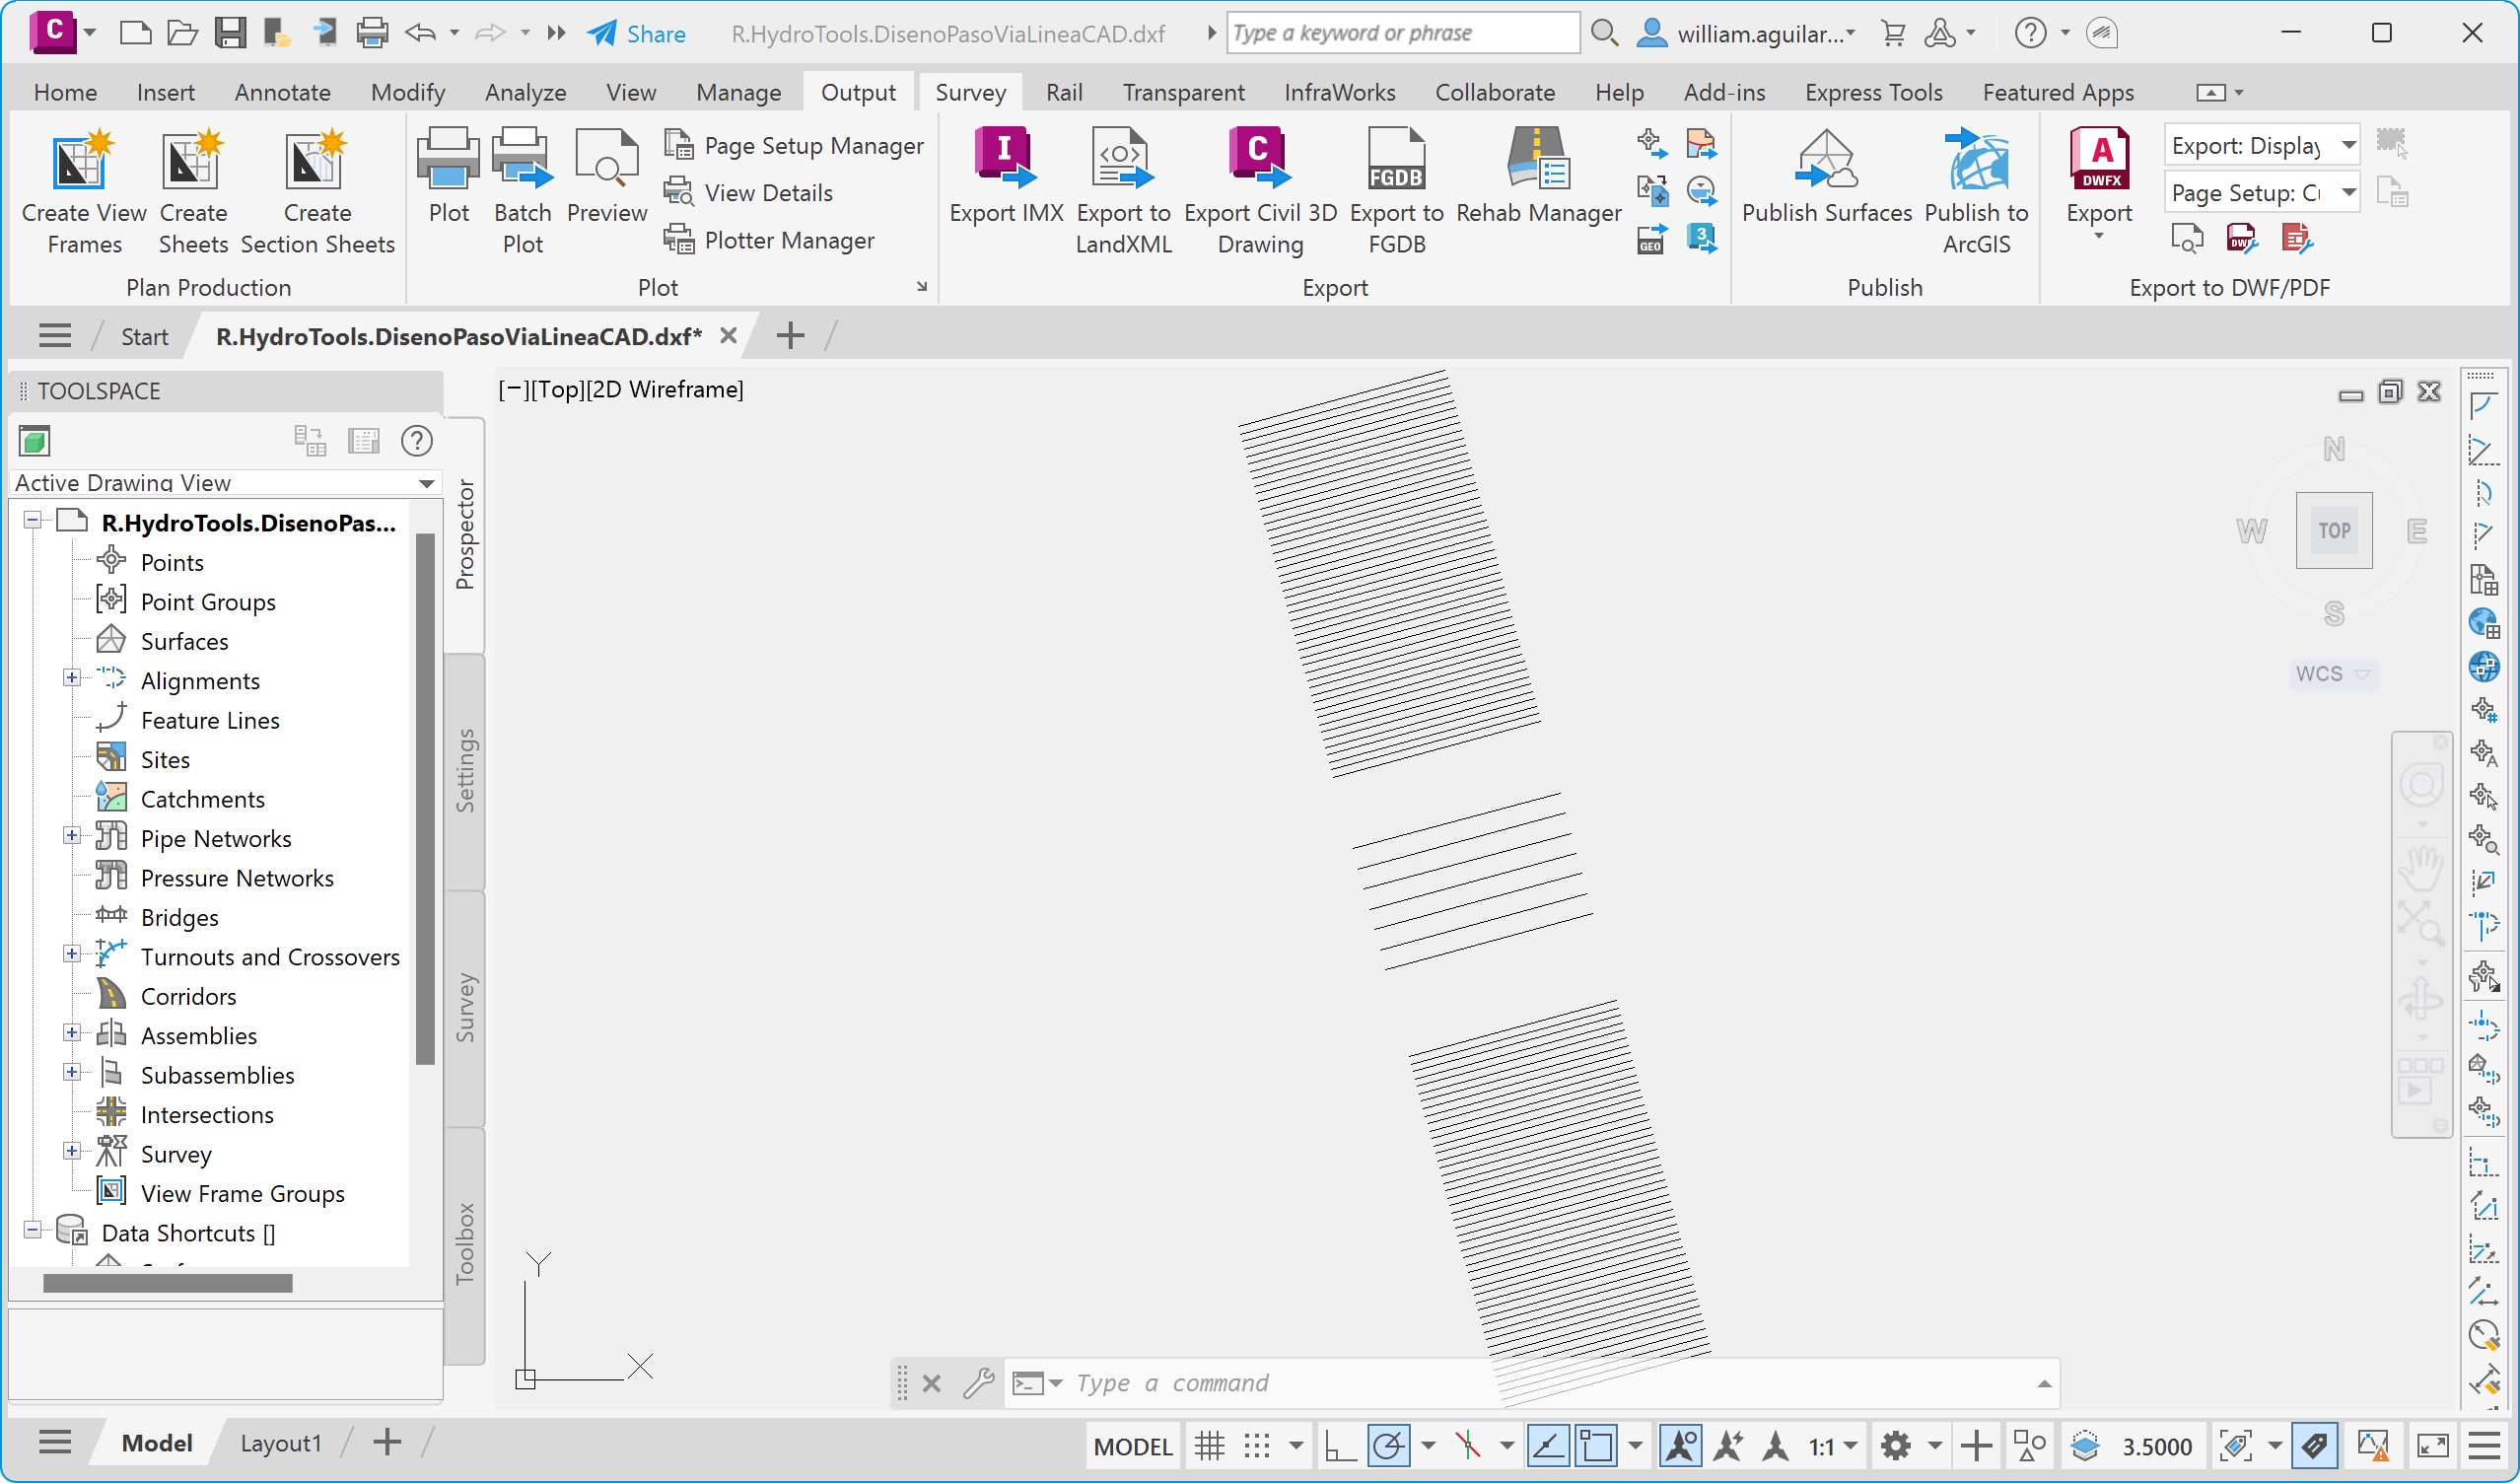 C
Share
R.HydroTools.DisenoPasoViaLineaCAD.dxf
Type a keyword or phrase
william.aguilar...
Home
Insert
Annotate
Modify
Analyze
View
Manage
Output
Survey
Rail
Transparent
InfraWorks
Collaborate
Help
Add-ins
Express Tools
Featured Apps
Create View Frames
Create Sheets
Create Section Sheets
Plan Production
Plot
Batch Plot
Preview
Page Setup Manager
View Details
Plotter Manager
Plot
I
Export IMX
Export to LandXML
C
Export Civil 3D Drawing
FGDB
Export to FGDB
Rehab Manager
GEO
3
Export
Publish Surfaces
Publish to ArcGIS
Publish
A
DWFX
Export
Export: Display
Page Setup: Cu
DWF
Export to DWF/PDF
Start
R.HydroTools.DisenoPasoViaLineaCAD.dxf*
TOOLSPACE
Active Drawing View
R.HydroTools.DisenoPas...
Points
Point Groups
Surfaces
Alignments
Feature Lines
Sites
Catchments
Pipe Networks
Pressure Networks
Bridges
Turnouts and Crossovers
Corridors
Assemblies
Subassemblies
Intersections
Survey
View Frame Groups
Data Shortcuts []
Prospector
Settings
Survey
Toolbox
[−][Top][2D Wireframe]
N
W
TOP
E
S
WCS
Y
X
Type a command
Model
Layout1
MODEL
1:1
3.5000